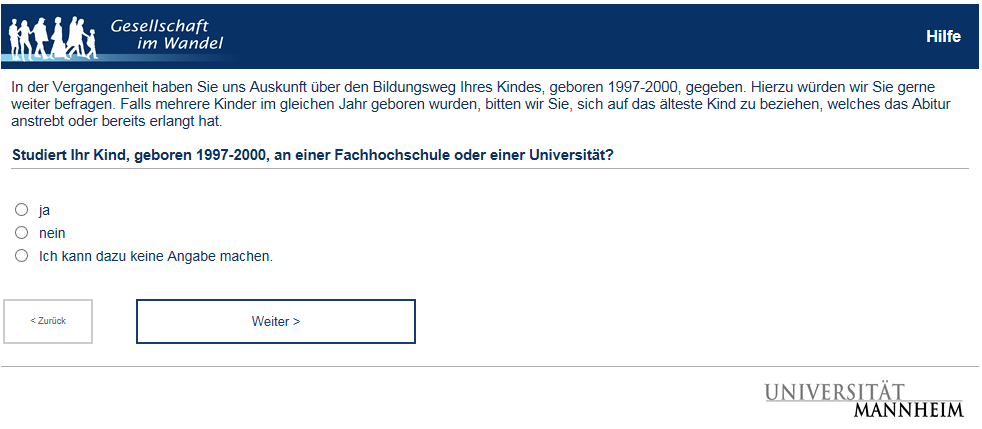 Gesellschaft
im Wandel
Hilfe
In der Vergangenheit haben Sie uns Auskunft über den Bildungsweg Ihres Kindes, geboren 1997-2000, gegeben. Hierzu würden wir Sie gerne
weiter befragen. Falls mehrere Kinder im gleichen Jahr geboren wurden, bitten wir Sie, sich auf das älteste Kind zu beziehen, welches das Abitur
anstrebt oder bereits erlangt hat.
Studiert Ihr Kind, geboren 1997-2000, an einer Fachhochschule oder einer Universität?
ja
nein
Ich kann dazu keine Angabe machen.
< Zurück
Weiter >
UNIVERSITÄT
MANNHEIM